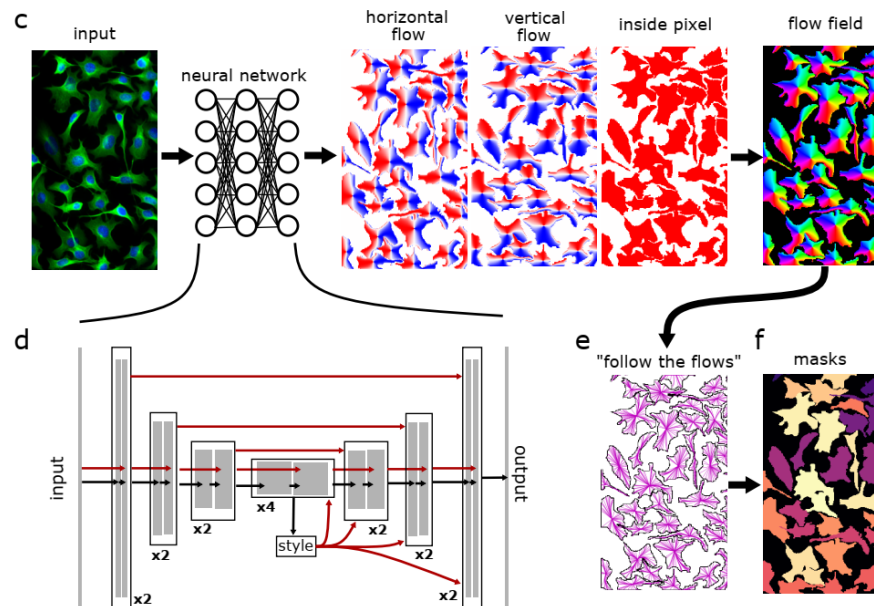 c
input
neural network
horizontal
flow
vertical
flow
inside pixel
flow field
d
input
x2
x2
x2
x4
style
x2
x2
x2
output
e
"follow the flows"
f
masks